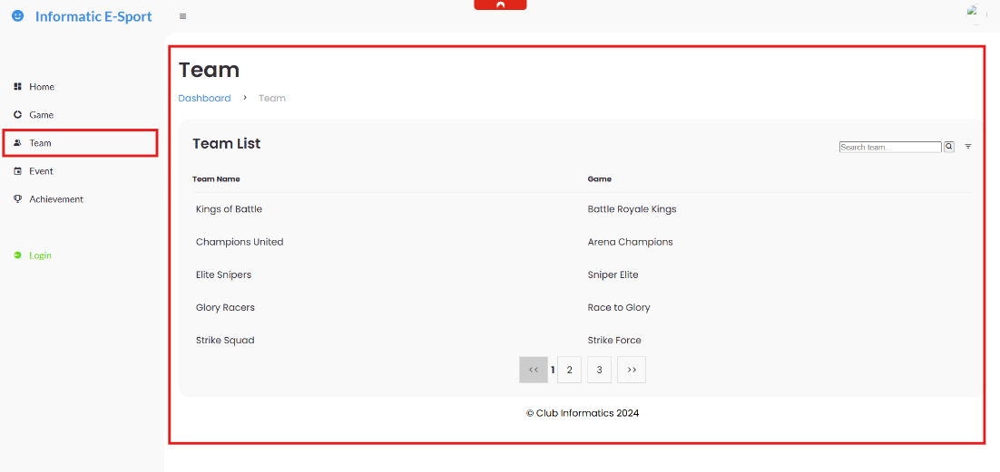 Informatic E-Sport
Home
Game
Team
Event
Achievement
Login
Team
Dashboard > Team
Team List
Search team...
Team Name Game
Kings of Battle Battle Royale Kings
Champions United Arena Champions
Elite Snipers Sniper Elite
Glory Racers Race to Glory
Strike Squad Strike Force
<< 1 2 3 >>
© Club Informatics 2024